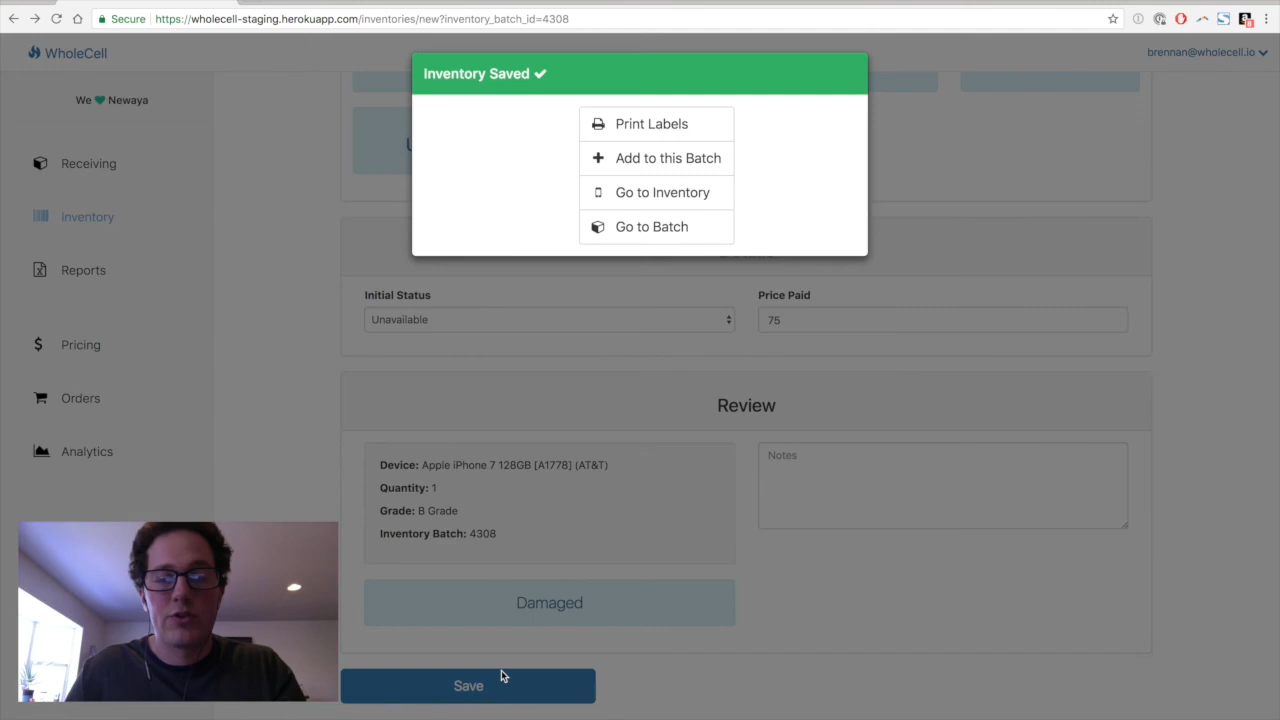 Secure
https://wholecell-staging.herokuapp.com/inventories/new?inventory_batch_id=4308
WholeCell
brennan@wholecell.io
We Newaya
Receiving
Inventory
Reports
Pricing
Orders
Analytics
Inventory Saved
Print Labels
Add to this Batch
Go to Inventory
Go to Batch
Initial Status
Price Paid
Unavailable
75
Review
Device: Apple iPhone 7 128GB [A1778] (AT&T)
Quantity: 1
Grade: B Grade
Inventory Batch: 4308
Notes
Damaged
Save